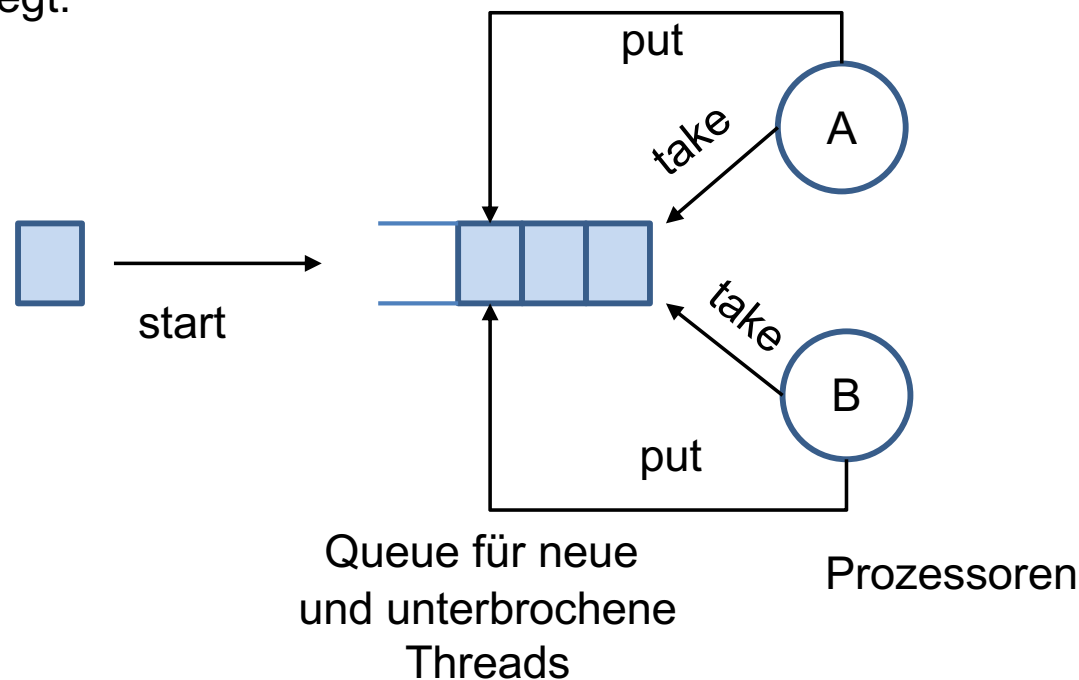 put
A
take
start
take
B
put
Queue für neue
und unterbrochene
Threads
Prozessoren